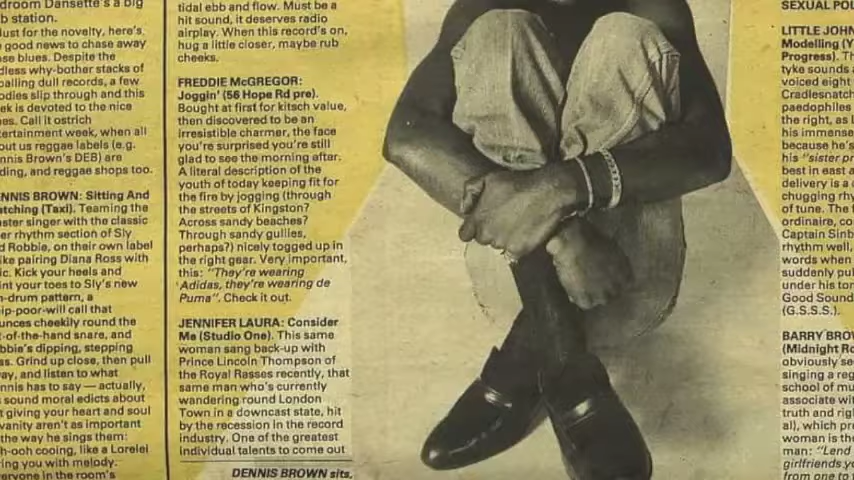 droom Dansette's a big
b station.
ust for the novelty, here's
good news to chase away
se blues. Despite the
dless why-bother stacks of
alling dull records, a few
odies slip through and this
ek is devoted to the nice
es. Call it ostrich
ertainment week, when all
out us reggae labels (e.g.
nnis Brown's DEB) are
ding, and reggae shops too.
ENNIS BROWN: Sitting And
atching (Taxi). Teaming the
aster singer with the classic
er rhythm section of Sly
d Robbie, on their own label
ike pairing Diana Ross with
ic. Kick your heels and
int your toes to Sly's new
n-drum pattern, a
ip-poor-will call that
unces cheekily round the
t-of-the-hand snare, and
bbie's dipping, stepping
ss. Grind up close, then pull
ay, and listen to what
nnis has to say — actually,
sound moral edicts about
t giving your heart and soul
vanity aren't as important
the way he sings them:
h-ooh cooing, like a Lorelei
ring you with melody.
eryone in the room's
tidal ebb and flow. Must be a
hit sound, it deserves radio
airplay. When this record's on,
hug a little closer, maybe rub
cheeks.
FREDDIE McGREGOR:
Joggin' (56 Hope Rd pre).
Bought at first for kitsch value,
then discovered to be an
irresistible charmer, the face
you're surprised you're still
glad to see the morning after.
A literal description of the
youth of today keeping fit for
the fire by jogging (through
the streets of Kingston?
Across sandy beaches?
Through sandy gullies,
perhaps?) nicely togged up in
the right gear. Very important,
this: "They're wearing
Adidas, they're wearing de
Puma". Check it out.
JENNIFER LAURA: Consider
Me (Studio One). This same
woman sang back-up with
Prince Lincoln Thompson of
the Royal Rasses recently, that
same man who's currently
wandering round London
Town in a downcast state, hit
by the recession in the record
industry. One of the greatest
individual talents to come out
DENNIS BROWN sits,
SEXUAL POL
LITTLE JOHN
Modelling (Y
Progress). Th
tyke sounds a
voiced eight
Cradlesnatch
paedophiles
the right, as L
his immense
because he's
his "sister pr
best in east a
delivery is a c
chugging rhy
of tune. The f
ordinaire, co
Captain Sinb
rhythm well,
words when
suddenly pul
under his ton
Good Sound
(G.S.S.S.).
BARRY BROW
(Midnight Ro
obviously se
singing a reg
school of mu
associate wit
truth and righ
al), which pro
woman is the
man: "Lend
girlfriends yo
from one to t